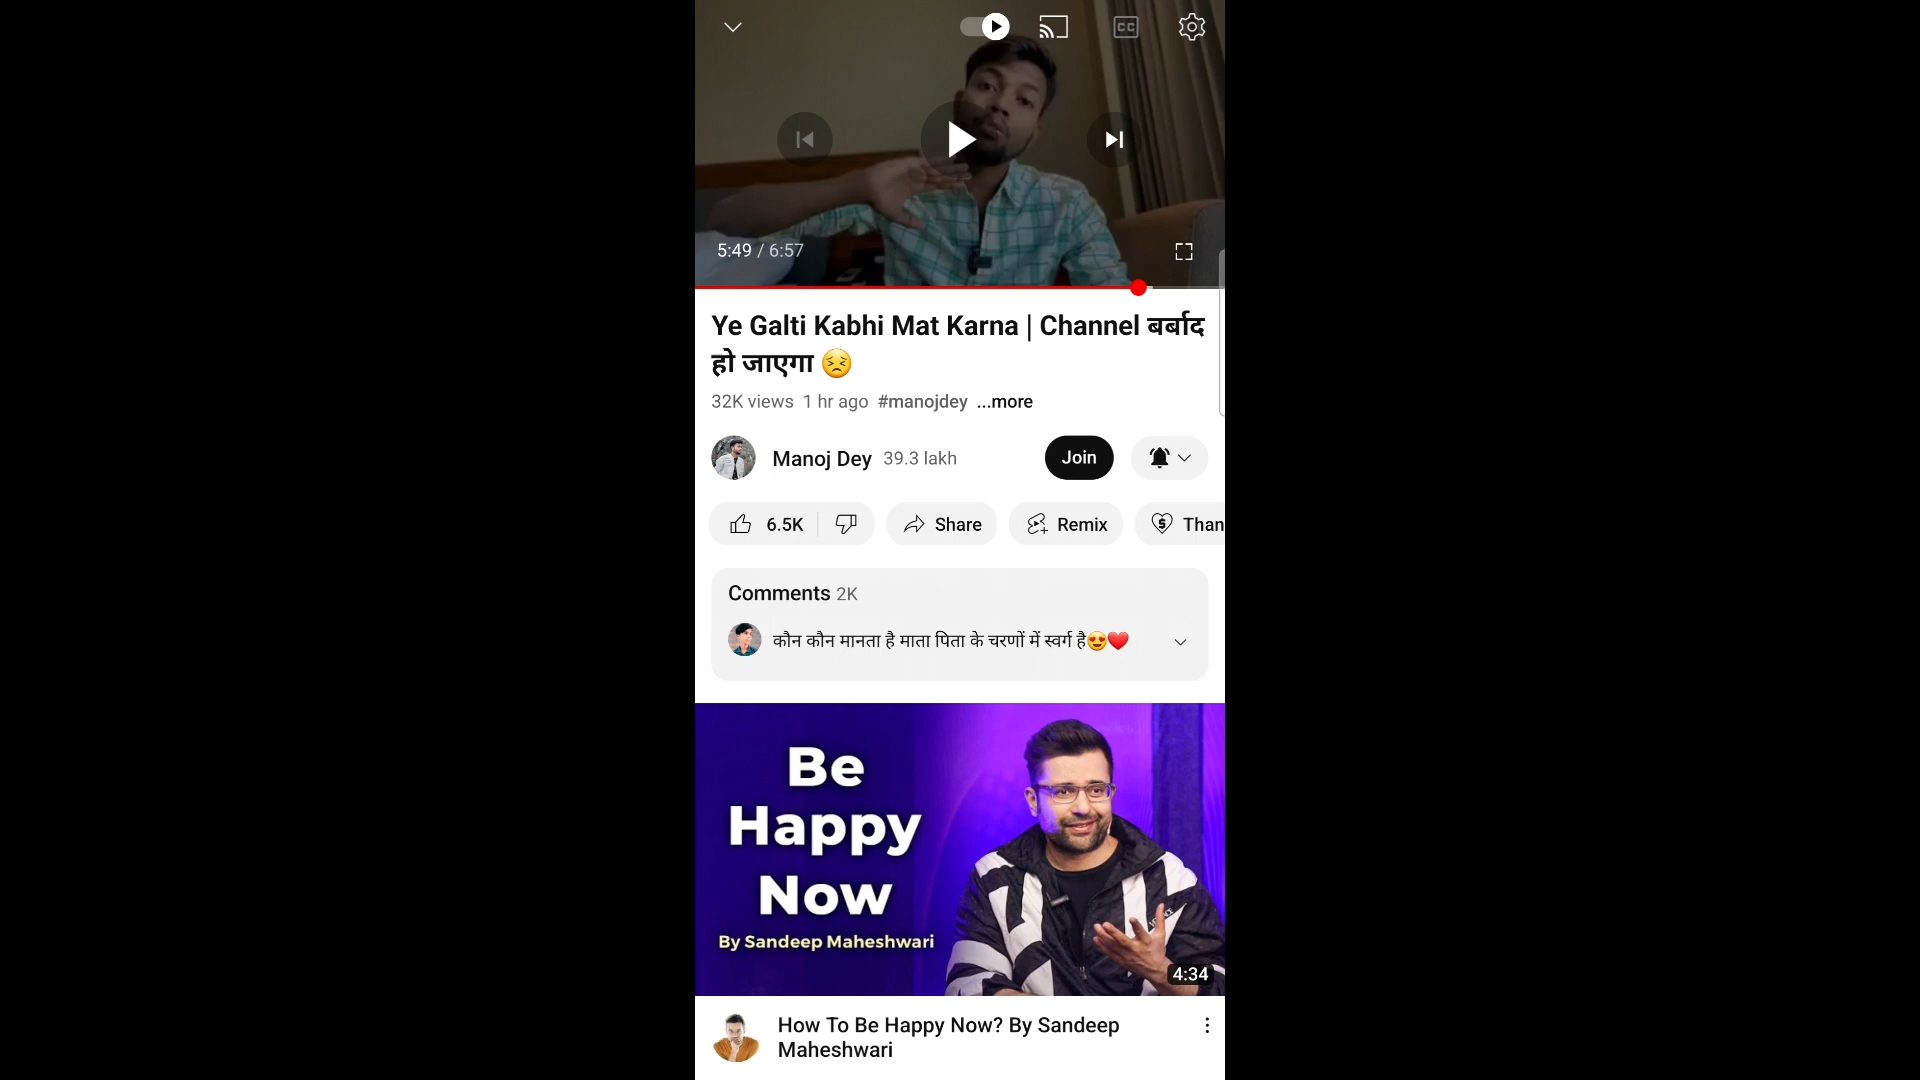 CC
5:49 / 6:57
Ye Galti Kabhi Mat Karna | Channel बर्बाद
हो जाएगा 😣
32K views 1 hr ago #manojdey ...more
Manoj Dey 39.3 lakh
Join
6.5K
Share
Remix
Than
Comments 2K
कौन कौन मानता है माता पिता के चरणों में स्वर्ग है😍❤️
Be
Happy
Now
By Sandeep Maheshwari
4:34
How To Be Happy Now? By Sandeep
Maheshwari